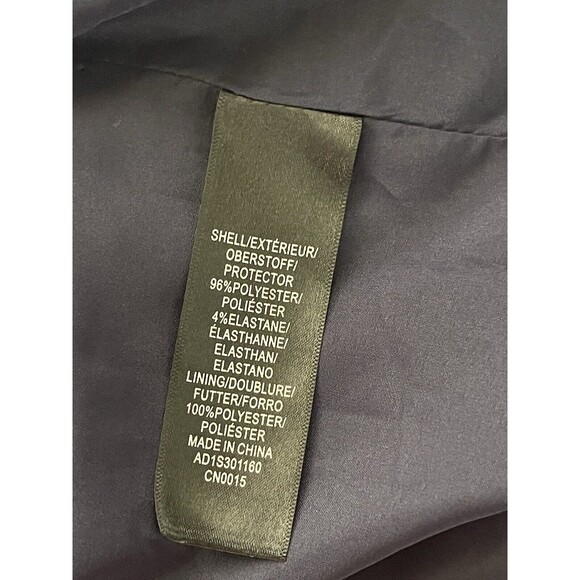 SHELL/EXTÉRIEUR/
OBERSTOFF/
PROTECTOR
96%POLYESTER/
POLIÉSTER
4%ELASTANE/
ÉLASTHANNE/
ELASTHAN/
ELASTANO
LINING/DOUBLURE/
FUTTER/FORRO
100%POLYESTER/
POLIÉSTER
MADE IN CHINA
AD1S301160
CN0015